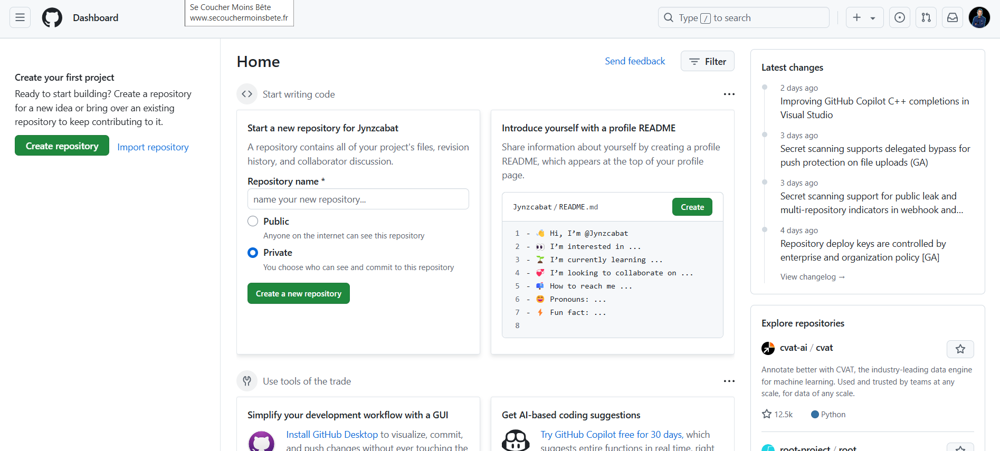 Dashboard
Se Coucher Moins Bête
www.secouchermoinsbete.fr
Type / to search
Create your first project
Ready to start building? Create a repository
for a new idea or bring over an existing
repository to keep contributing to it.
Create repository
Import repository
Home
Send feedback
Filter
Start writing code
Start a new repository for Jynzcabat
A repository contains all of your project's files, revision
history, and collaborator discussion.
Repository name *
name your new repository...
Public
Anyone on the internet can see this repository
Private
You choose who can see and commit to this repository
Create a new repository
Introduce yourself with a profile README
Share information about yourself by creating a profile
README, which appears at the top of your profile
page.
Jynzcabat / README.md
Create
1 - 👋 Hi, I’m @Jynzcabat
2 - 👀 I’m interested in ...
3 - 🌱 I’m currently learning ...
4 - 💞️ I’m looking to collaborate on ...
5 - 📫 How to reach me ...
6 - 😄 Pronouns: ...
7 - ⚡ Fun fact: ...
8
Use tools of the trade
Simplify your development workflow with a GUI
Install GitHub Desktop to visualize, commit,
and push changes without ever touching the
Get AI-based coding suggestions
Try GitHub Copilot free for 30 days, which
suggests entire functions in real time, right
Latest changes
2 days ago
Improving GitHub Copilot C++ completions in
Visual Studio
3 days ago
Secret scanning supports delegated bypass for
push protection on file uploads (GA)
3 days ago
Secret scanning support for public leak and
multi-repository indicators in webhook and...
4 days ago
Repository deploy keys are controlled by
enterprise and organization policy [GA]
View changelog →
Explore repositories
cvat-ai / cvat
Annotate better with CVAT, the industry-leading data engine
for machine learning. Used and trusted by teams at any
scale, for data of any scale.
12.5k
Python
root-project / root